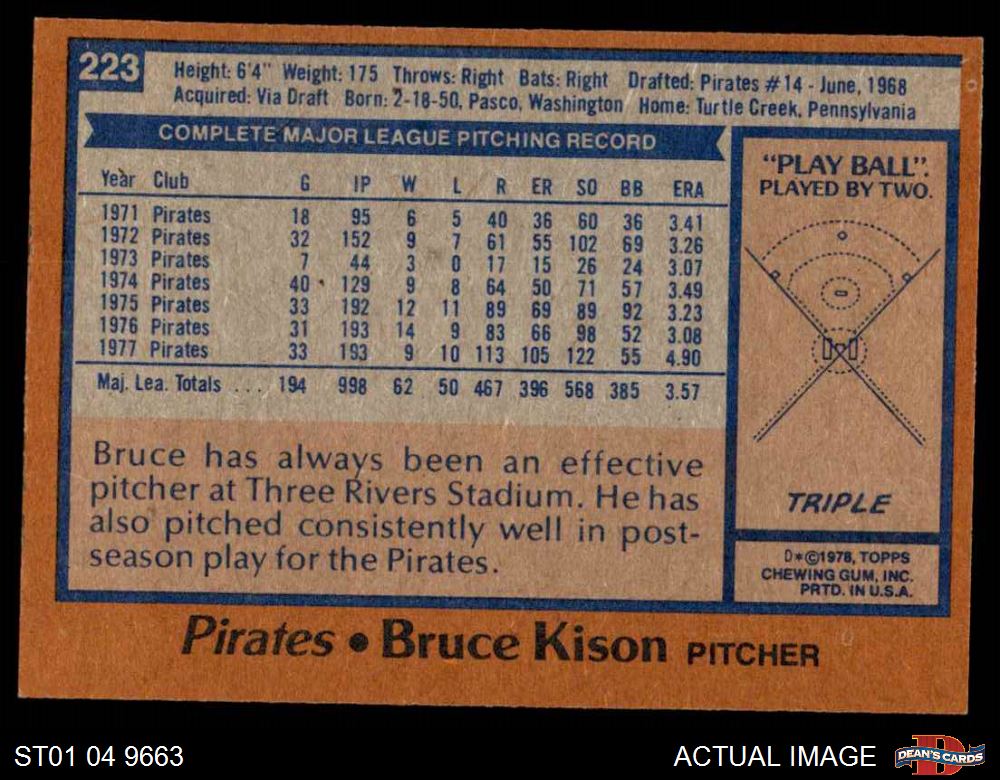 223
Height: 6'4" Weight: 175 Throws: Right Bats: Right Drafted: Pirates #14 - June, 1968
Acquired: Via Draft Born: 2-18-50, Pasco, Washington Home: Turtle Creek, Pennsylvania
COMPLETE MAJOR LEAGUE PITCHING RECORD
Year Club G IP W L R ER SO BB ERA
1971 Pirates 18 95 6 5 40 36 60 36 3.41
1972 Pirates 32 152 9 7 61 55 102 69 3.26
1973 Pirates 7 44 3 0 17 15 26 24 3.07
1974 Pirates 40 129 9 8 64 50 71 57 3.49
1975 Pirates 33 192 12 11 89 69 89 92 3.23
1976 Pirates 31 193 14 9 83 66 98 52 3.08
1977 Pirates 33 193 9 10 113 105 122 55 4.90
Maj. Lea. Totals ... 194 998 62 50 467 396 568 385 3.57
Bruce has always been an effective
pitcher at Three Rivers Stadium. He has
also pitched consistently well in post-
season play for the Pirates.
"PLAY BALL".
PLAYED BY TWO.
TRIPLE
D*©1978, TOPPS
CHEWING GUM, INC.
PRTD. IN U.S.A.
Pirates • Bruce Kison PITCHER
ST01 04 9663
ACTUAL IMAGE
DEAN'S CARDS